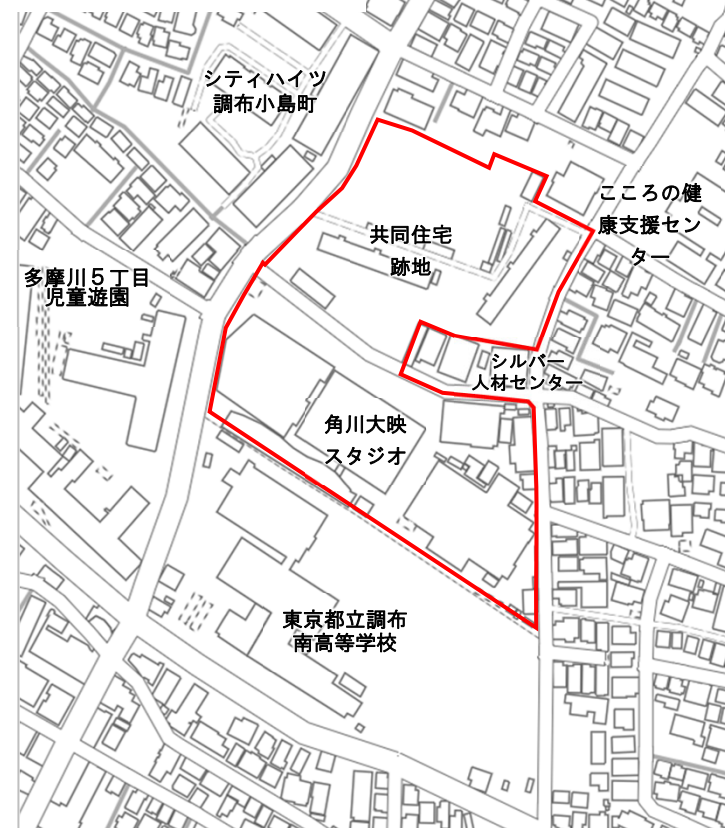 シティハイツ
調布小島町
こころの健
康支援セン
ター
共同住宅
跡地
多摩川５丁目
児童遊園
シルバー
人材センター
角川大映
スタジオ
東京都立調布
南高等学校